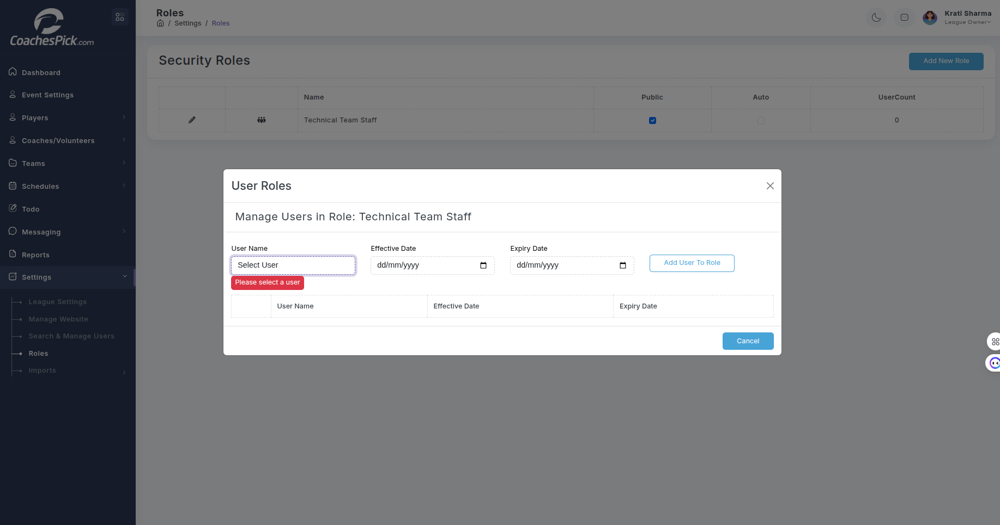 CoachesPick.com
Dashboard
Event Settings
Players
Coaches/Volunteers
Teams
Schedules
Todo
Messaging
Reports
Settings
League Settings
Manage Website
Search & Manage Users
Roles
Imports
Roles
/ Settings / Roles
Krati Sharma
League Owner
Security Roles
Add New Role
Name Public Auto UserCount
Technical Team Staff 0
User Roles
Manage Users in Role: Technical Team Staff
User Name Effective Date Expiry Date
Select User dd/mm/yyyy dd/mm/yyyy Add User To Role
Please select a user
User Name Effective Date Expiry Date
Cancel